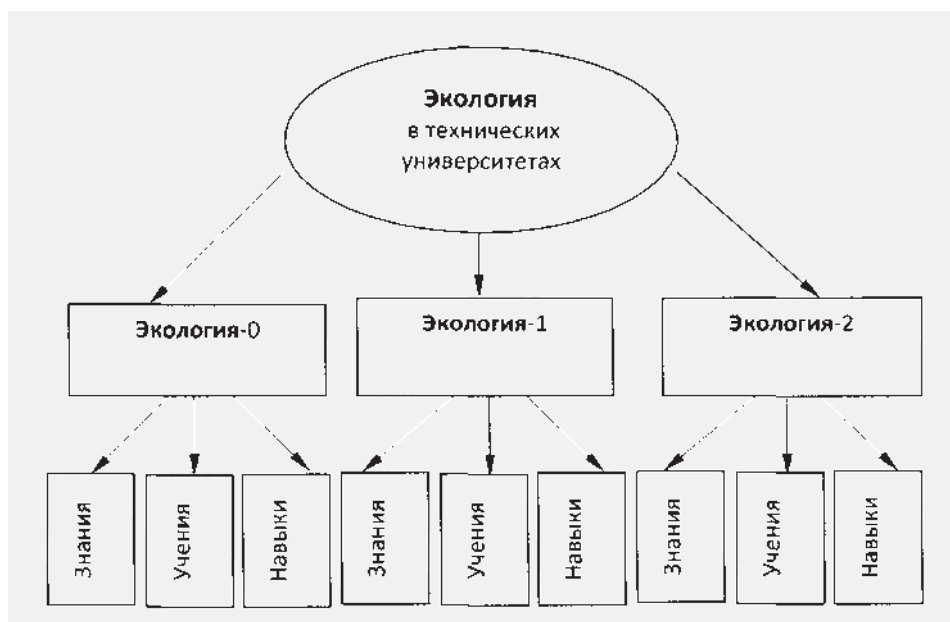 Экология
в технических
университетах
Экология-0
Экология-1
Экология-2
Знания
Учения
Навыки
Знания
Учения
Навыки
Знания
Учения
Навыки